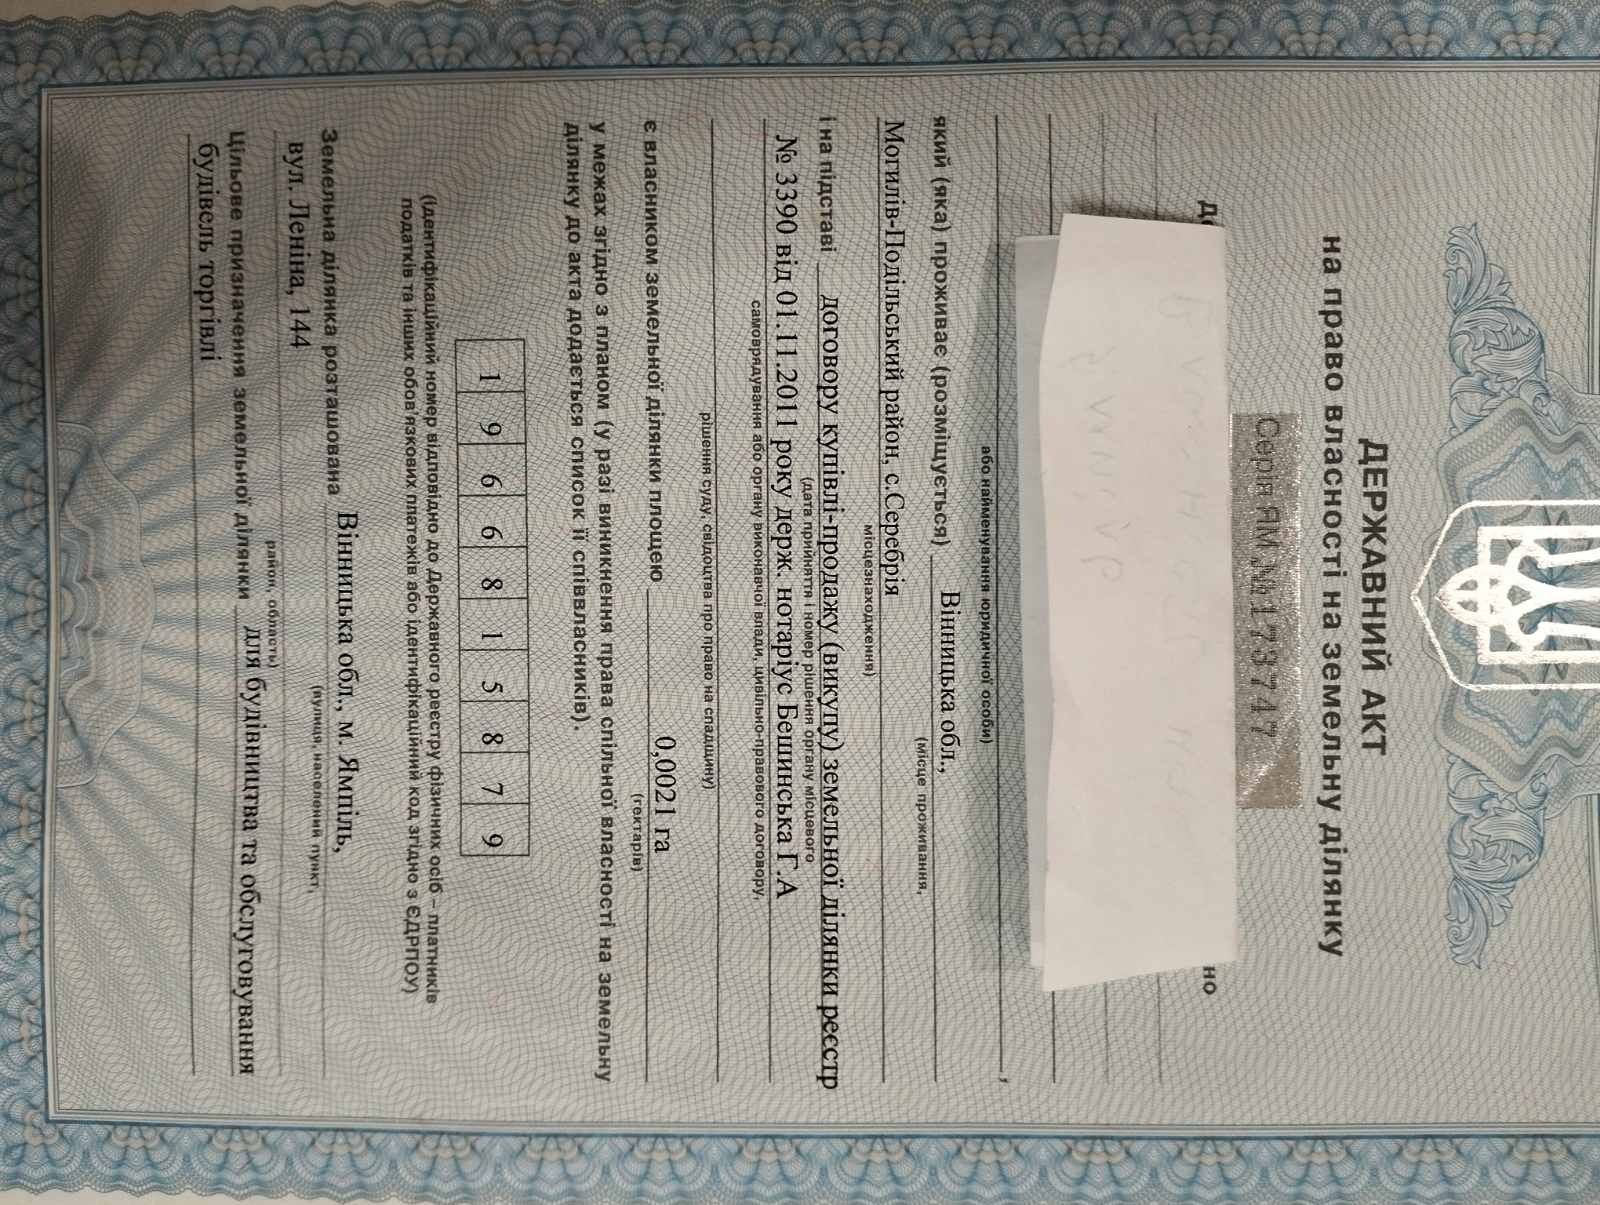 ДЕРЖАВНИЙ АКТ
на право власності на земельну ділянку
Серія ЯМ №173747
,
або найменування юридичної особи)
який (яка) проживає (розміщується) Вінницька обл.,
(місце проживання,
Могилів-Подільський район, с.Серебрія
місцезнаходження)
і на підставі договору купівлі-продажу (викупу) земельної ділянки реєстр
(дата прийняття і номер рішення органу місцевого
№ 3390 від 01.11.2011 року держ. нотаріус Бешинська Г.А
самоврядування або органу виконавчої влади, цивільно-правового договору,
рішення суду, свідоцтва про право на спадщину)
є власником земельної ділянки площею 0,0021 га
(гектарів)
у межах згідно з планом (у разі виникнення права спільної власності на земельну
ділянку до акта додається список її співвласників).
1 9 6 6 8 1 5 8 7 9
(ідентифікаційний номер відповідно до Державного реєстру фізичних осіб – платників
податків та інших обов'язкових платежів або ідентифікаційний код згідно з ЄДРПОУ)
Земельна ділянка розташована Вінницька обл., м. Ямпіль,
(вулиця, населений пункт,
вул. Леніна, 144
район, область)
Цільове призначення земельної ділянки для будівництва та обслуговування
будівель торгівлі